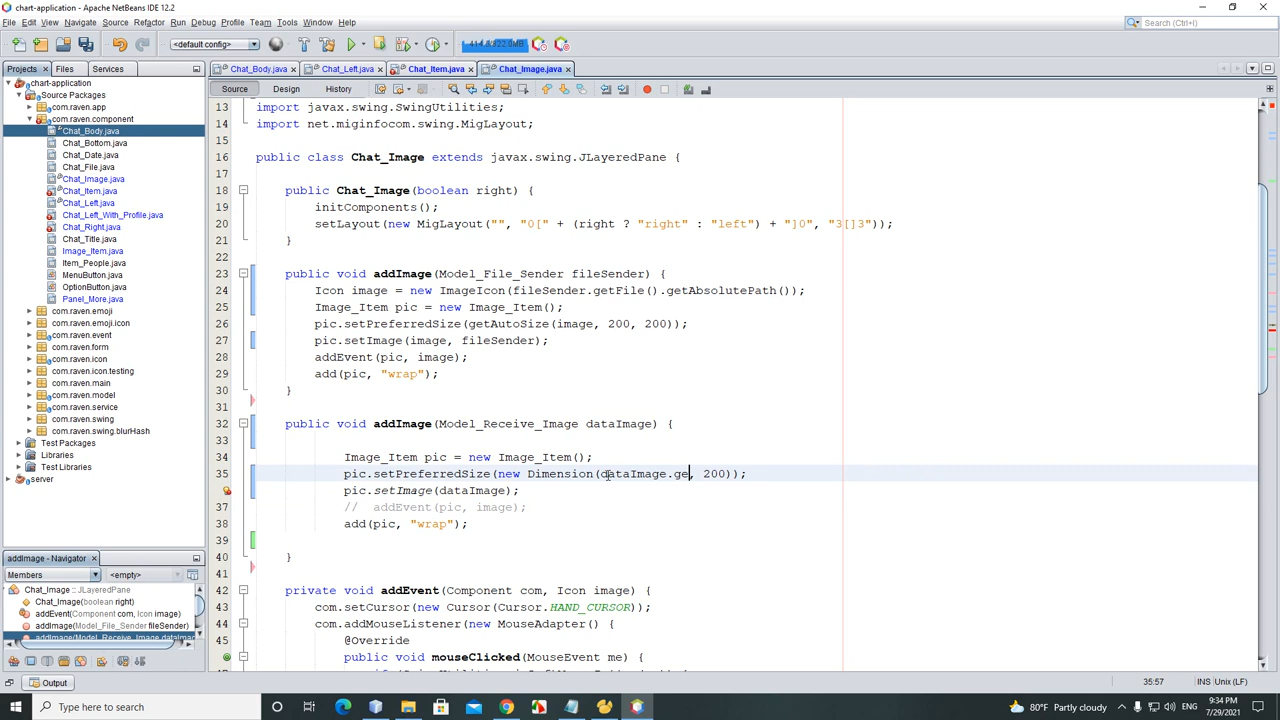 chart-application - Apache NetBeans IDE 12.2
File Edit View Navigate Source Refactor Run Debug Profile Team Tools Window Help
Search (Ctrl+I)
<default config>
Projects Files Services
Chat_Body.java Chat_Left.java Chat_Item.java Chat_Image.java
Source Design History
chart-application
Source Packages
com.raven.app
com.raven.component
Chat_Body.java
Chat_Bottom.java
Chat_Date.java
Chat_File.java
Chat_Image.java
Chat_Item.java
Chat_Left.java
Chat_Left_With_Profile.java
Chat_Right.java
Chat_Title.java
Image_Item.java
Item_People.java
MenuButton.java
OptionButton.java
Panel_More.java
com.raven.emoji
com.raven.emoji.icon
com.raven.event
com.raven.form
com.raven.icon
com.raven.icon.testing
com.raven.main
com.raven.model
com.raven.service
com.raven.swing
com.raven.swing.blurHash
Test Packages
Libraries
Test Libraries
server
13 import javax.swing.SwingUtilities;
14 import net.miginfocom.swing.MigLayout;
15
16 public class Chat_Image extends javax.swing.JLayeredPane {
17
18 public Chat_Image(boolean right) {
19 initComponents();
20 setLayout(new MigLayout("", "0[" + (right ? "right" : "left") + "]0", "3[]3"));
21 }
22
23 public void addImage(Model_File_Sender fileSender) {
24 Icon image = new ImageIcon(fileSender.getFile().getAbsolutePath());
25 Image_Item pic = new Image_Item();
26 pic.setPreferredSize(getAutoSize(image, 200, 200));
27 pic.setImage(image, fileSender);
28 addEvent(pic, image);
29 add(pic, "wrap");
30 }
31
32 public void addImage(Model_Receive_Image dataImage) {
33
34 Image_Item pic = new Image_Item();
35 pic.setPreferredSize(new Dimension(dataImage.ge, 200));
pic.setImage(dataImage);
37 // addEvent(pic, image);
38 add(pic, "wrap");
39
40 }
41
42 private void addEvent(Component com, Icon image) {
43 com.setCursor(new Cursor(Cursor.HAND_CURSOR));
44 com.addMouseListener(new MouseAdapter() {
45 @Override
public void mouseClicked(MouseEvent me) {
addImage - Navigator
Members <empty>
Chat_Image :: JLayeredPane
Chat_Image(boolean right)
addEvent(Component com, Icon image)
addImage(Model_File_Sender fileSender)
addImage(Model_Receive_Image dataImag
Output
35:57 INS Unix (LF)
Type here to search
80°F Partly cloudy
9:34 PM
7/29/2021